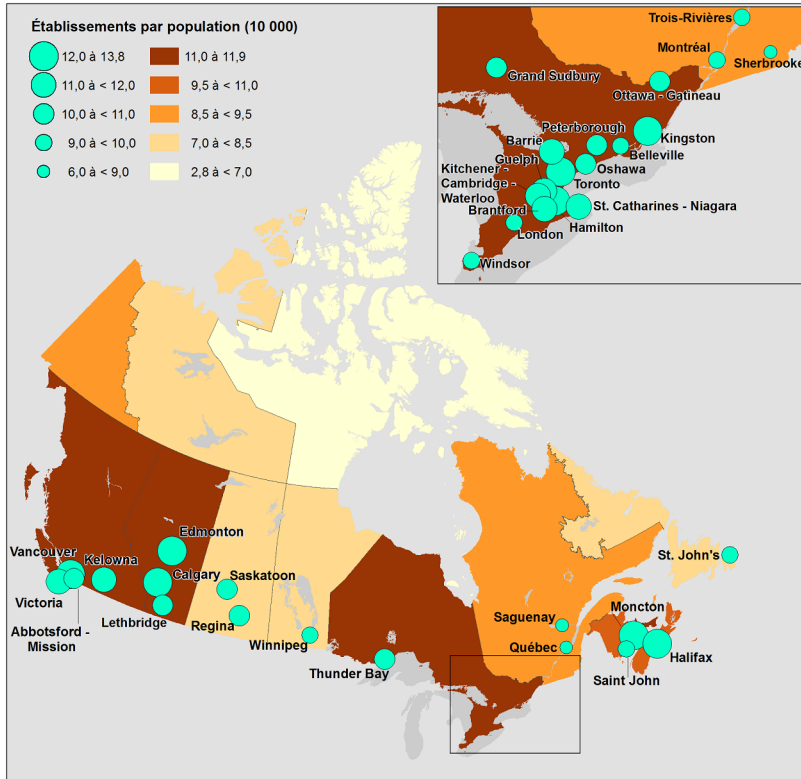 Établissements par population (10 000)
12,0 à 13,8
11,0 à 11,9
11,0 à < 12,0
9,5 à < 11,0
10,0 à < 11,0
8,5 à < 9,5
9,0 à < 10,0
7,0 à < 8,5
6,0 à < 9,0
2,8 à < 7,0
Trois-Rivières
Montréal
Sherbrooke
Grand Sudbury
Ottawa - Gatineau
Peterborough
Kingston
Barrie
Belleville
Guelph
Oshawa
Kitchener -
Cambridge -
Waterloo
Toronto
Brantford
St. Catharines - Niagara
Hamilton
London
Windsor
Edmonton
Vancouver
Kelowna
Calgary
Saskatoon
Victoria
Abbotsford -
Mission
Lethbridge
Regina
Winnipeg
Thunder Bay
St. John's
Saguenay
Moncton
Québec
Halifax
Saint John